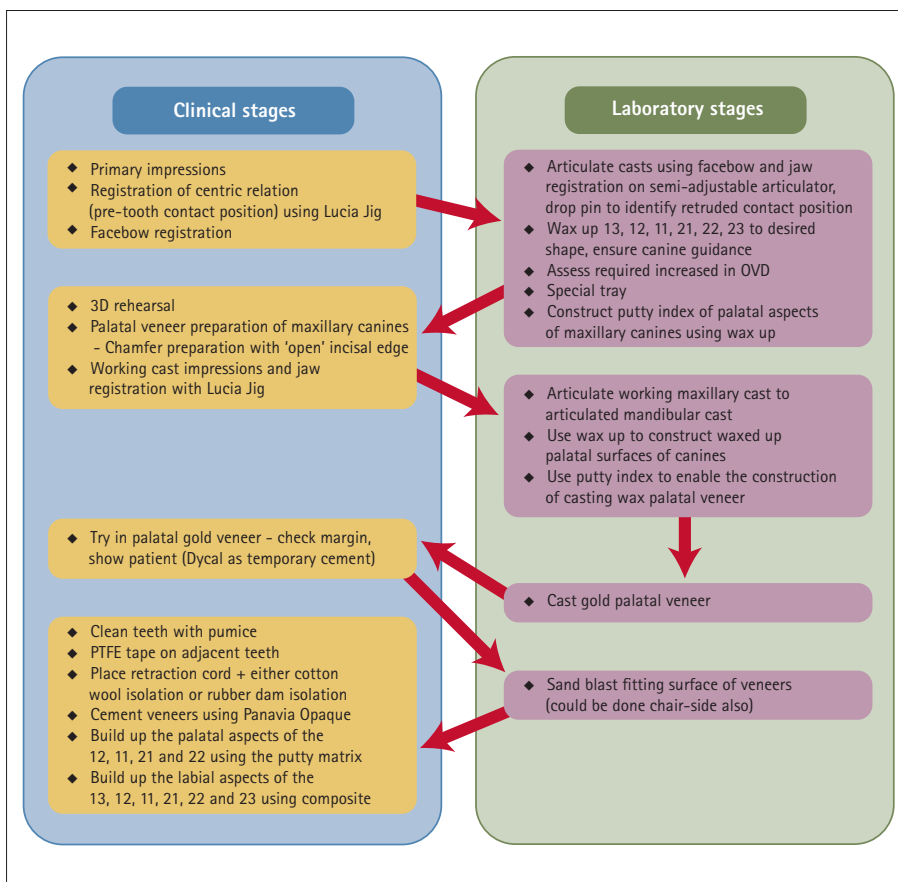 Clinical stages
◆ Primary impressions
◆ Registration of centric relation
(pre-tooth contact position) using Lucia Jig
◆ Facebow registration
◆ 3D rehearsal
◆ Palatal veneer preparation of maxillary canines
- Chamfer preparation with ‘open’ incisal edge
◆ Working cast impressions and jaw
registration with Lucia Jig
◆ Try in palatal gold veneer - check margin,
show patient (Dycal as temporary cement)
◆ Clean teeth with pumice
◆ PTFE tape on adjacent teeth
◆ Place retraction cord + either cotton
wool isolation or rubber dam isolation
◆ Cement veneers using Panavia Opaque
◆ Build up the palatal aspects of the
12, 11, 21 and 22 using the putty matrix
◆ Build up the labial aspects of the
13, 12, 11, 21, 22 and 23 using composite
Laboratory stages
◆ Articulate casts using facebow and jaw
registration on semi-adjustable articulator,
drop pin to identify retruded contact position
◆ Wax up 13, 12, 11, 21, 22, 23 to desired
shape, ensure canine guidance
◆ Assess required increased in OVD
◆ Special tray
◆ Construct putty index of palatal aspects
of maxillary canines using wax up
◆ Articulate working maxillary cast to
articulated mandibular cast
◆ Use wax up to construct waxed up
palatal surfaces of canines
◆ Use putty index to enable the construction
of casting wax palatal veneer
◆ Cast gold palatal veneer
◆ Sand blast fitting surface of veneers
(could be done chair-side also)